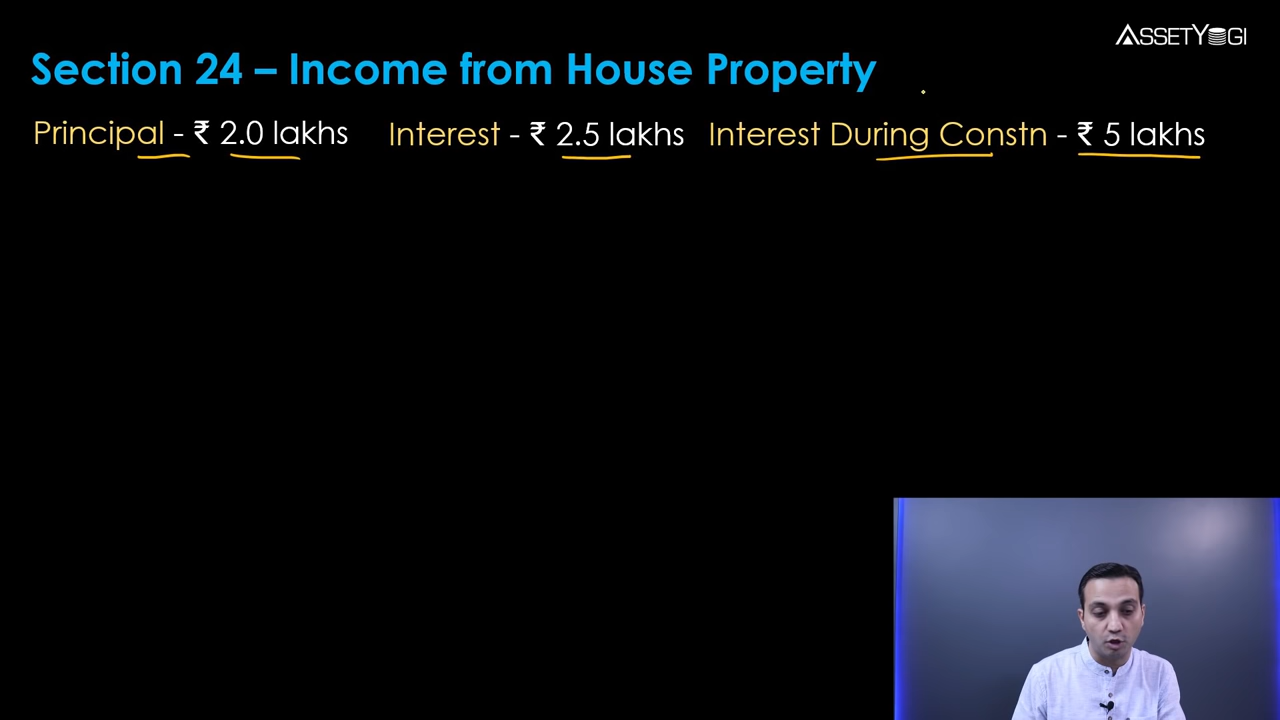 ASSETYOGI
Section 24 – Income from House Property
Principal - ₹ 2.0 lakhs Interest - ₹ 2.5 lakhs Interest During Constn - ₹ 5 lakhs